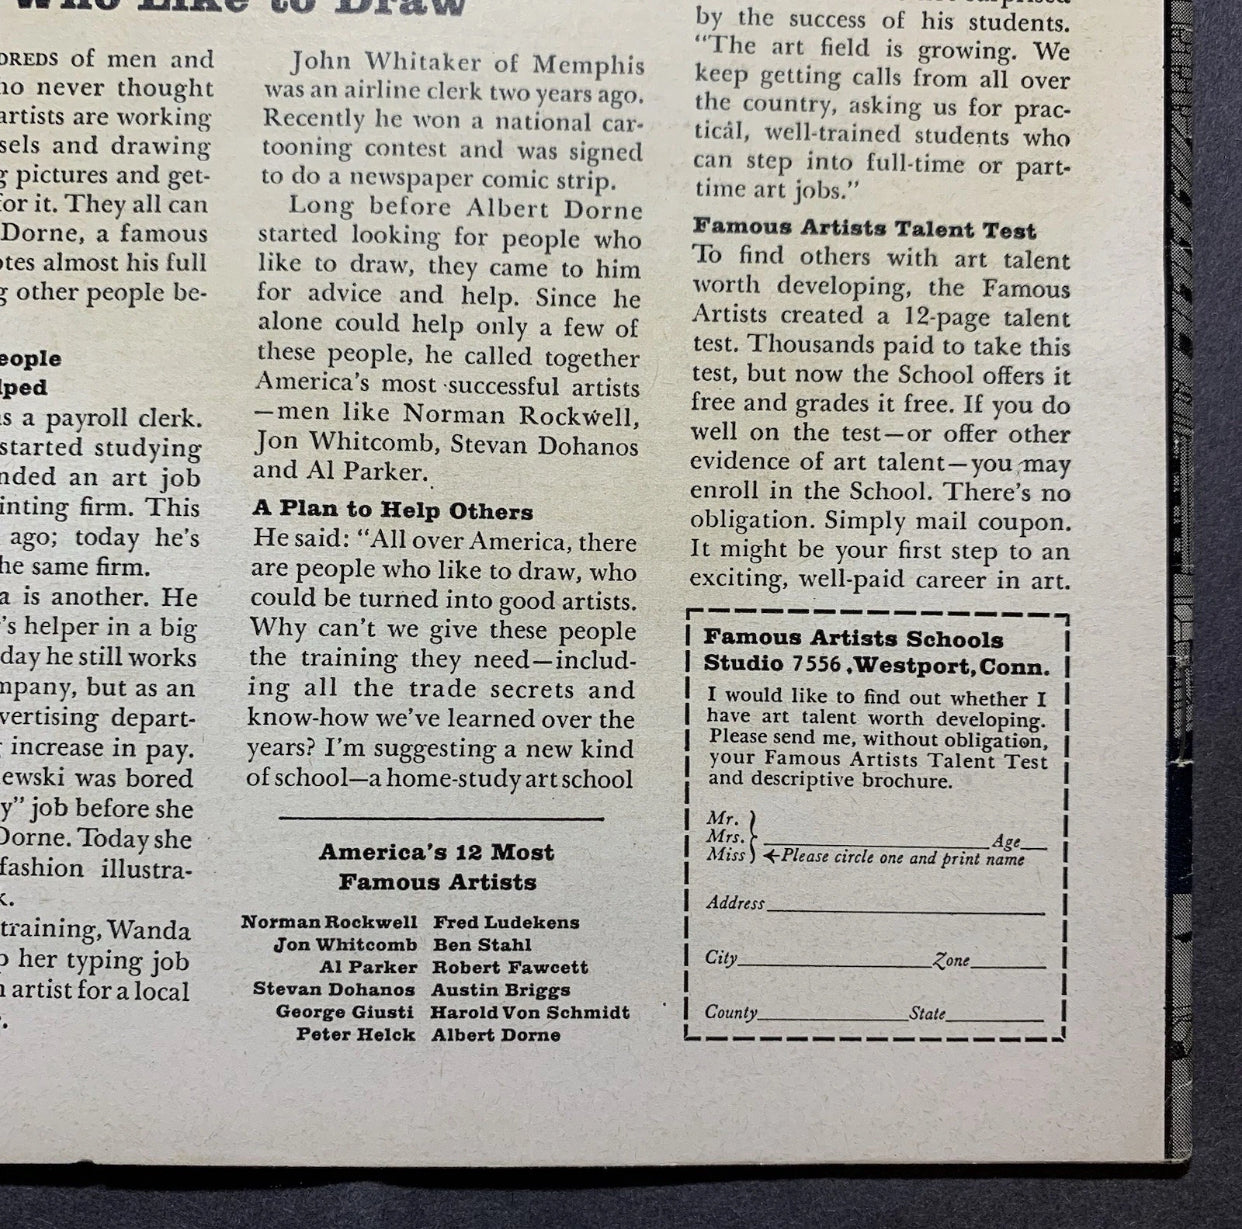 Who Like to Draw
DREDS of men and
no never thought
artists are working
sels and drawing
g pictures and get-
for it. They all can
Dorne, a famous
otes almost his full
g other people be-
eople
lped
as a payroll clerk.
started studying
nded an art job
inting firm. This
ago; today he's
he same firm.
a is another. He
's helper in a big
day he still works
mpany, but as an
vertising depart-
increase in pay.
ewski was bored
y" job before she
Dorne. Today she
fashion illustra-
k.
training, Wanda
p her typing job
n artist for a local
John Whitaker of Memphis
was an airline clerk two years ago.
Recently he won a national car-
tooning contest and was signed
to do a newspaper comic strip.
Long before Albert Dorne
started looking for people who
like to draw, they came to him
for advice and help. Since he
alone could help only a few of
these people, he called together
America's most successful artists
—men like Norman Rockwell,
Jon Whitcomb, Stevan Dohanos
and Al Parker.
A Plan to Help Others
He said: "All over America, there
are people who like to draw, who
could be turned into good artists.
Why can't we give these people
the training they need—includ-
ing all the trade secrets and
know-how we've learned over the
years? I'm suggesting a new kind
of school—a home-study art school
America's 12 Most
Famous Artists
Norman Rockwell Fred Ludekens
Jon Whitcomb Ben Stahl
Al Parker Robert Fawcett
Stevan Dohanos Austin Briggs
George Giusti Harold Von Schmidt
Peter Helck Albert Dorne
by the success of his students.
"The art field is growing. We
keep getting calls from all over
the country, asking us for prac-
tical, well-trained students who
can step into full-time or part-
time art jobs."
Famous Artists Talent Test
To find others with art talent
worth developing, the Famous
Artists created a 12-page talent
test. Thousands paid to take this
test, but now the School offers it
free and grades it free. If you do
well on the test—or offer other
evidence of art talent—you may
enroll in the School. There's no
obligation. Simply mail coupon.
It might be your first step to an
exciting, well-paid career in art.
Famous Artists Schools
Studio 7556, Westport, Conn.
I would like to find out whether I
have art talent worth developing.
Please send me, without obligation,
your Famous Artists Talent Test
and descriptive brochure.
Mr.
Mrs. Age
Miss ←Please circle one and print name
Address
City Zone
County State